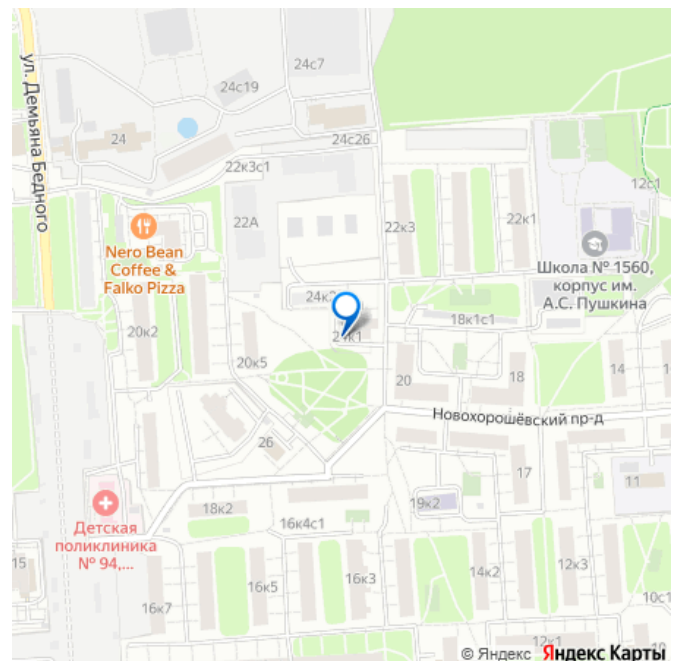 ул. Демьяна Бедного
24с7
24с19
24
24с26
22к3с1
12с1
22А
22к3
22к1
Nero Bean
Coffee &
Falko Pizza
Школа № 1560,
корпус им.
А.С. Пушкина
18к1с1
20к2
20к5
20
18
14
Новохорошёвский пр-д
26
17
11
18к2
19к2
16к4с1
Детская
поликлиника
№ 94,...
15
16к7
16к5
16к3
14к2
12к3
10с1
12к1
10
© Яндекс Яндекс Карты